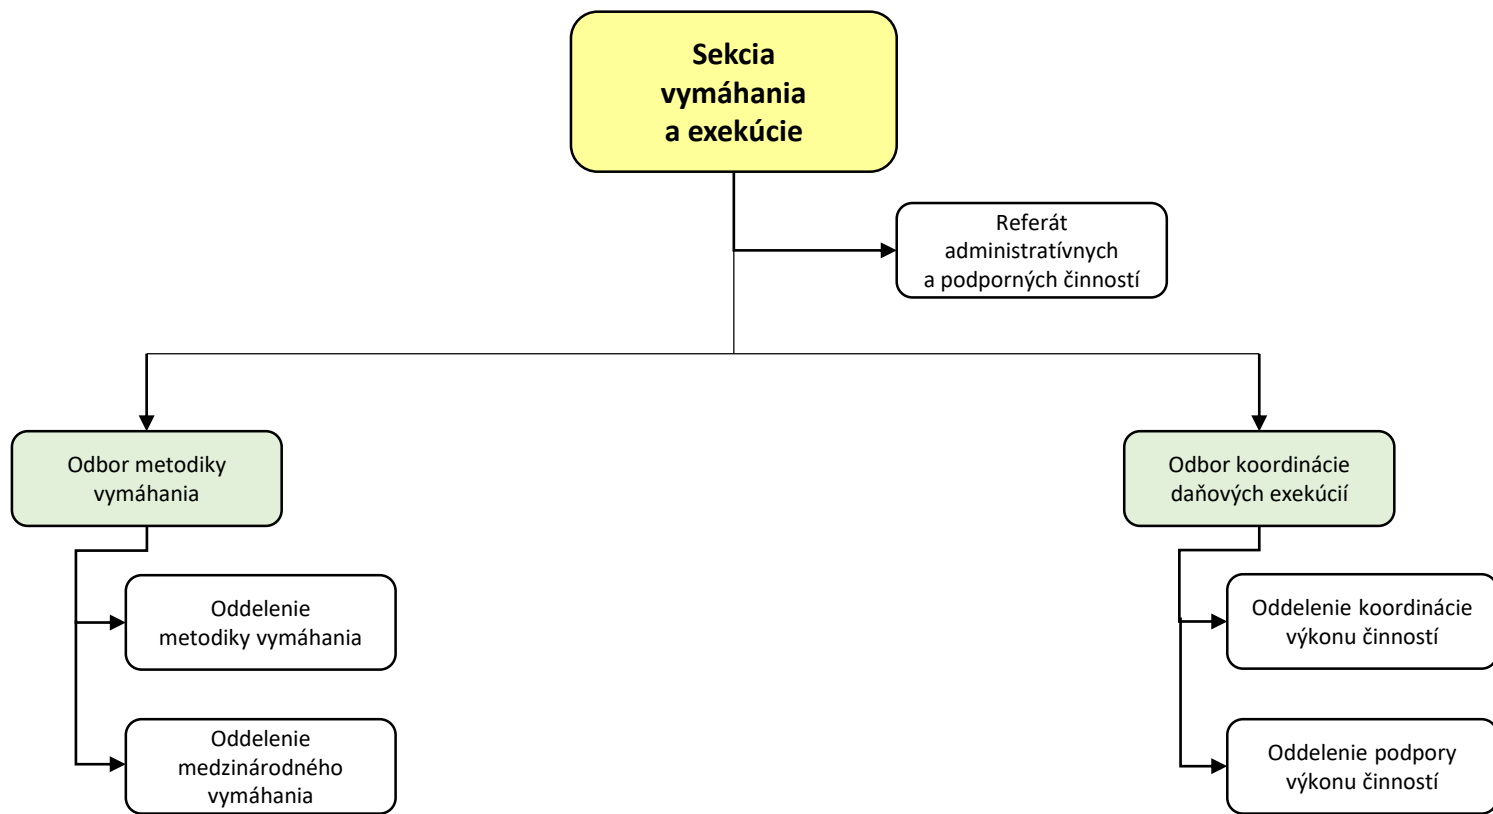 Sekcia
vymáhania
a exekúcie
Referát
administratívnych
a podporných činností
Odbor metodiky
vymáhania
Odbor koordinácie
daňových exekúcií
Oddelenie
metodiky vymáhania
Oddelenie koordinácie
výkonu činností
Oddelenie
medzinárodného
vymáhania
Oddelenie podpory
výkonu činností